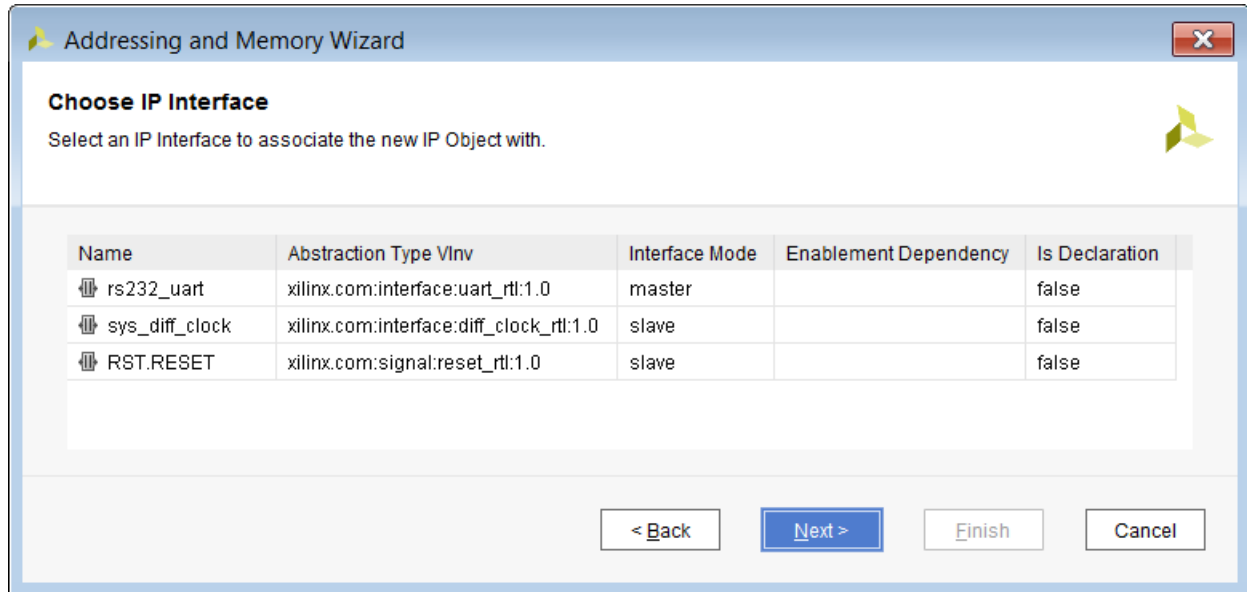 Addressing and Memory Wizard
Choose IP Interface
Select an IP Interface to associate the new IP Object with.
Name Abstraction Type Vlnv Interface Mode Enablement Dependency Is Declaration
rs232_uart xilinx.com:interface:uart_rtl:1.0 master false
sys_diff_clock xilinx.com:interface:diff_clock_rtl:1.0 slave false
RST.RESET xilinx.com:signal:reset_rtl:1.0 slave false
< Back Next > Finish Cancel